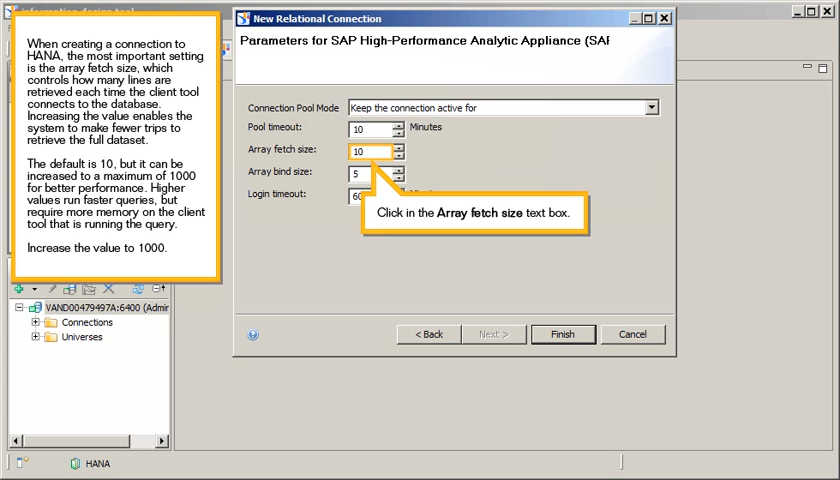 information design tool
New Relational Connection
Parameters for SAP High-Performance Analytic Appliance (SAP
When creating a connection to
HANA, the most important setting
is the array fetch size, which
controls how many lines are
retrieved each time the client tool
connects to the database.
Increasing the value enables the
system to make fewer trips to
retrieve the full dataset.
The default is 10, but it can be
increased to a maximum of 1000
for better performance. Higher
values run faster queries, but
require more memory on the client
tool that is running the query.
Increase the value to 1000.
Connection Pool Mode Keep the connection active for
Pool timeout: 10 Minutes
Array fetch size: 10
Array bind size: 5
Login timeout: 60
Click in the Array fetch size text box.
< Back Next > Finish Cancel
VAND00479497A:6400 (Admir
Connections
Universes
HANA